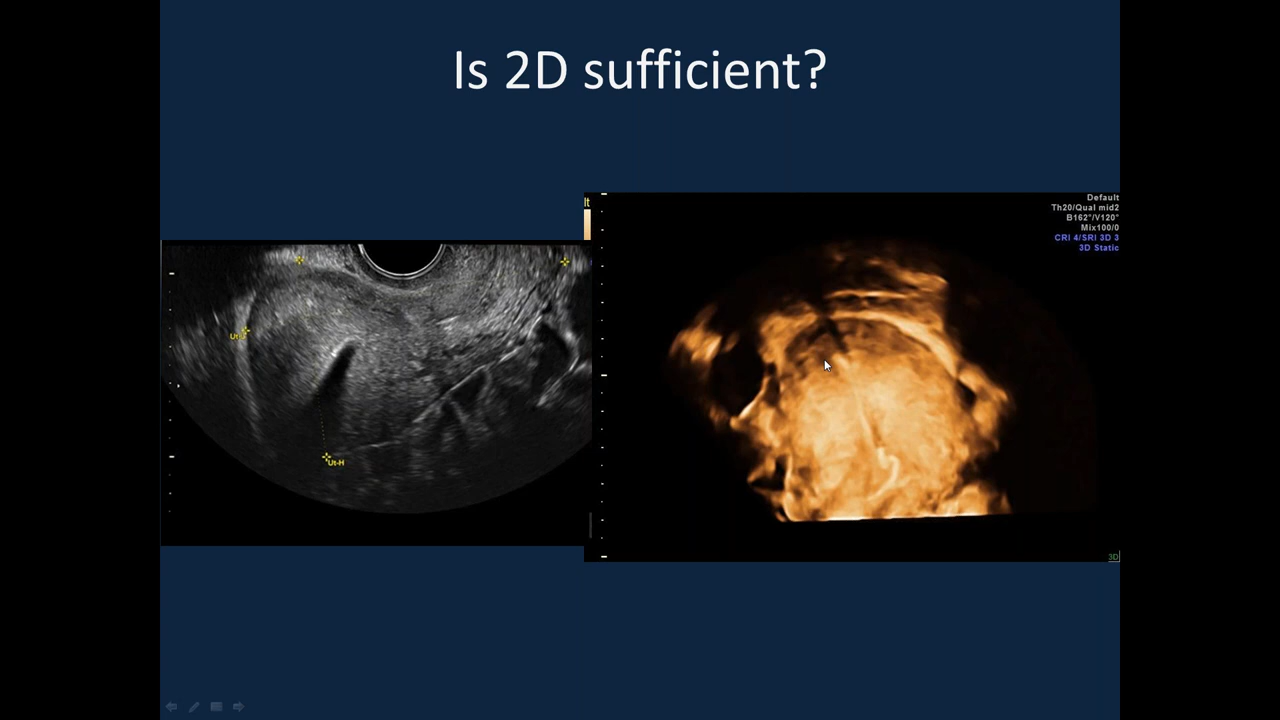 Is 2D sufficient?
lt
Default
Th20/Qual mid2
B162°/V120°
Mix100/0
CRI 4/SRI 3D 3
3D Static
Ut-H
3D